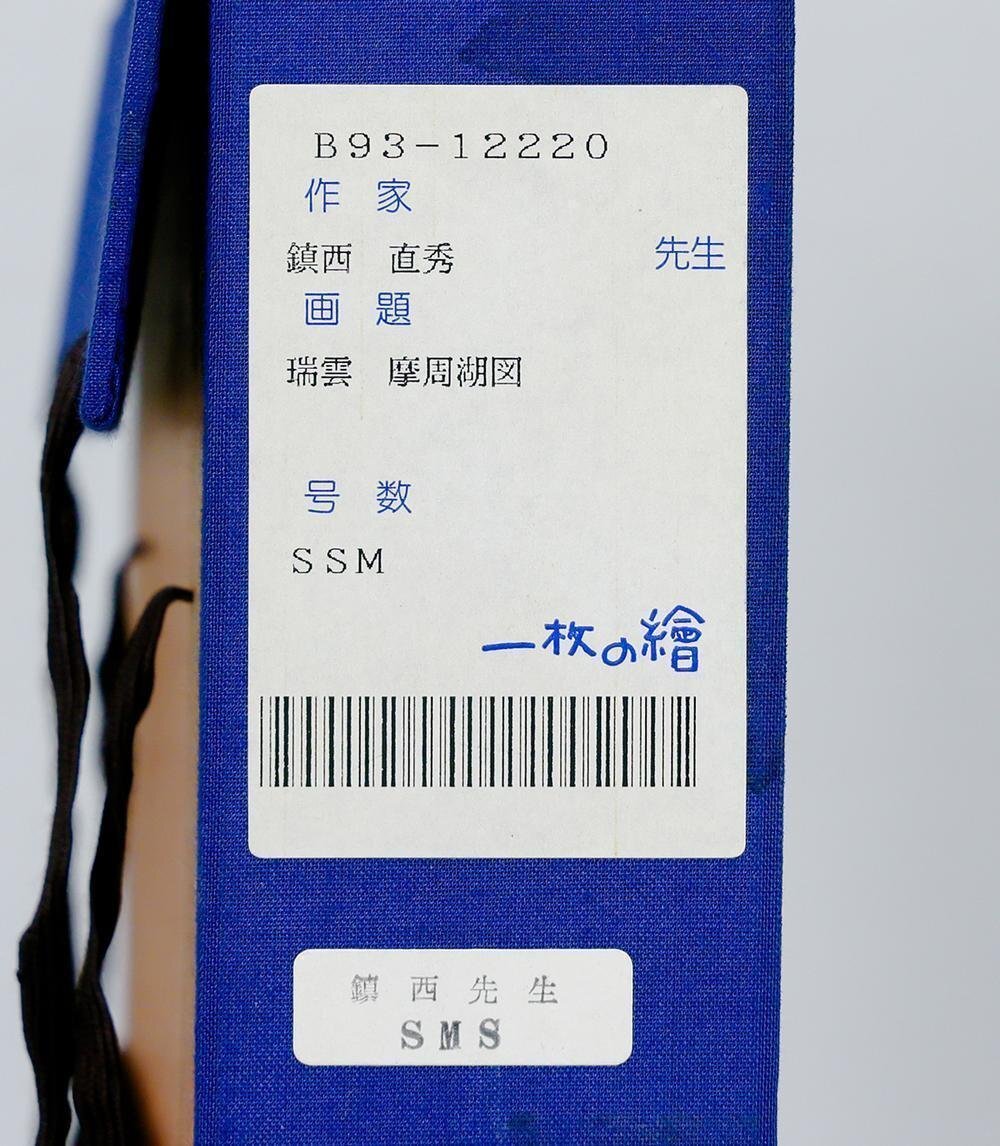 B93-12220
作 家
鎮西 直秀 先生
画 題
瑞雲 摩周湖図
号 数
SSM
一枚の繪
鎮西先生
SMS